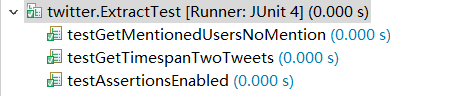 twitter.ExtractTest [Runner: JUnit 4] (0.000 s)
testGetMentionedUsersNoMention (0.000 s)
testGetTimespanTwoTweets (0.000 s)
testAssertionsEnabled (0.000 s)